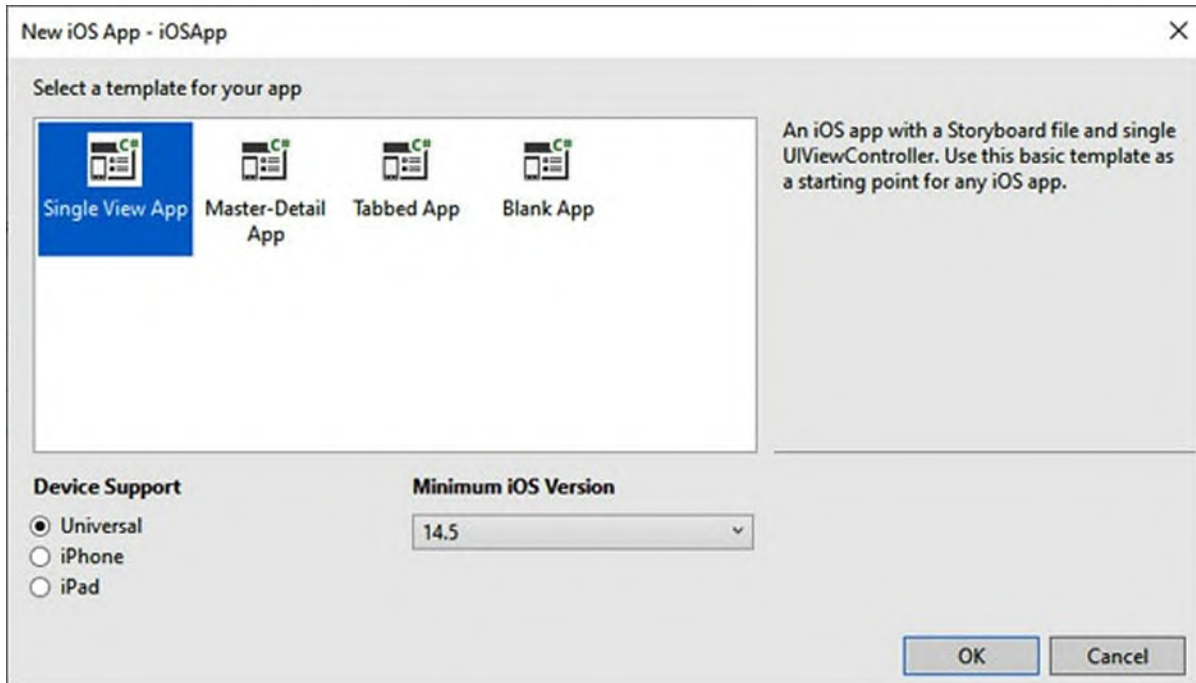 New iOS App - iOSApp
Select a template for your app
C#
C#
C#
C#
Single View App
Master-Detail
App
Tabbed App
Blank App
An iOS app with a Storyboard file and single
UIViewController. Use this basic template as
a starting point for any iOS app.
Device Support
Universal
iPhone
iPad
Minimum iOS Version
14.5
OK
Cancel